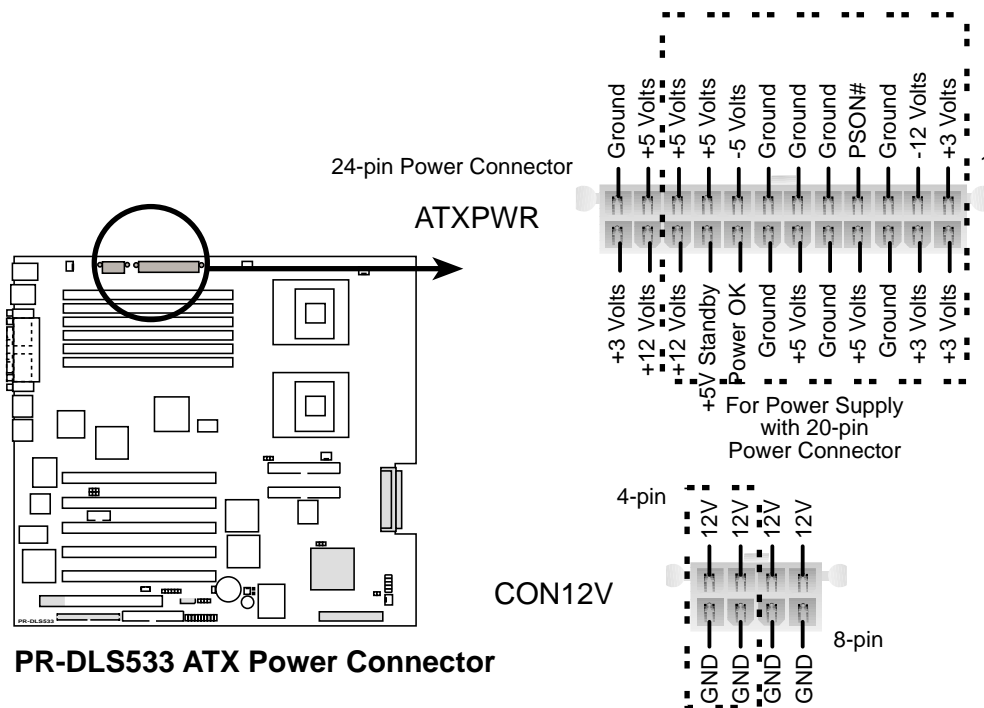 24-pin Power Connector
ATXPWR
Ground
+5 Volts
+5 Volts
+5 Volts
-5 Volts
Ground
Ground
Ground
PSON#
Ground
-12 Volts
+3 Volts
+3 Volts
+12 Volts
+12 Volts
+5V Standby
Power OK
Ground
+5 Volts
Ground
+5 Volts
Ground
+3 Volts
+3 Volts
For Power Supply
with 20-pin
Power Connector
4-pin
12V
12V
12V
12V
CON12V
GND
GND
GND
GND
8-pin
PR-DLS533
PR-DLS533 ATX Power Connector